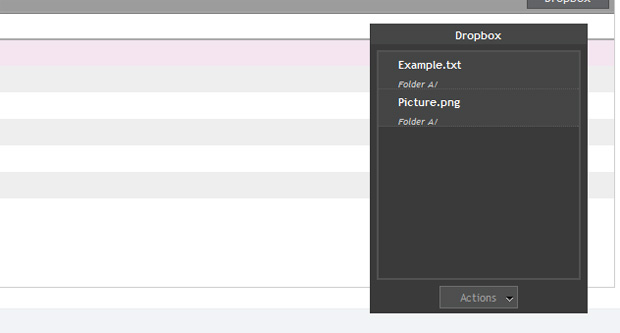 Dropbox
Dropbox
Example.txt
Folder A/
Picture.png
Folder A/
Actions